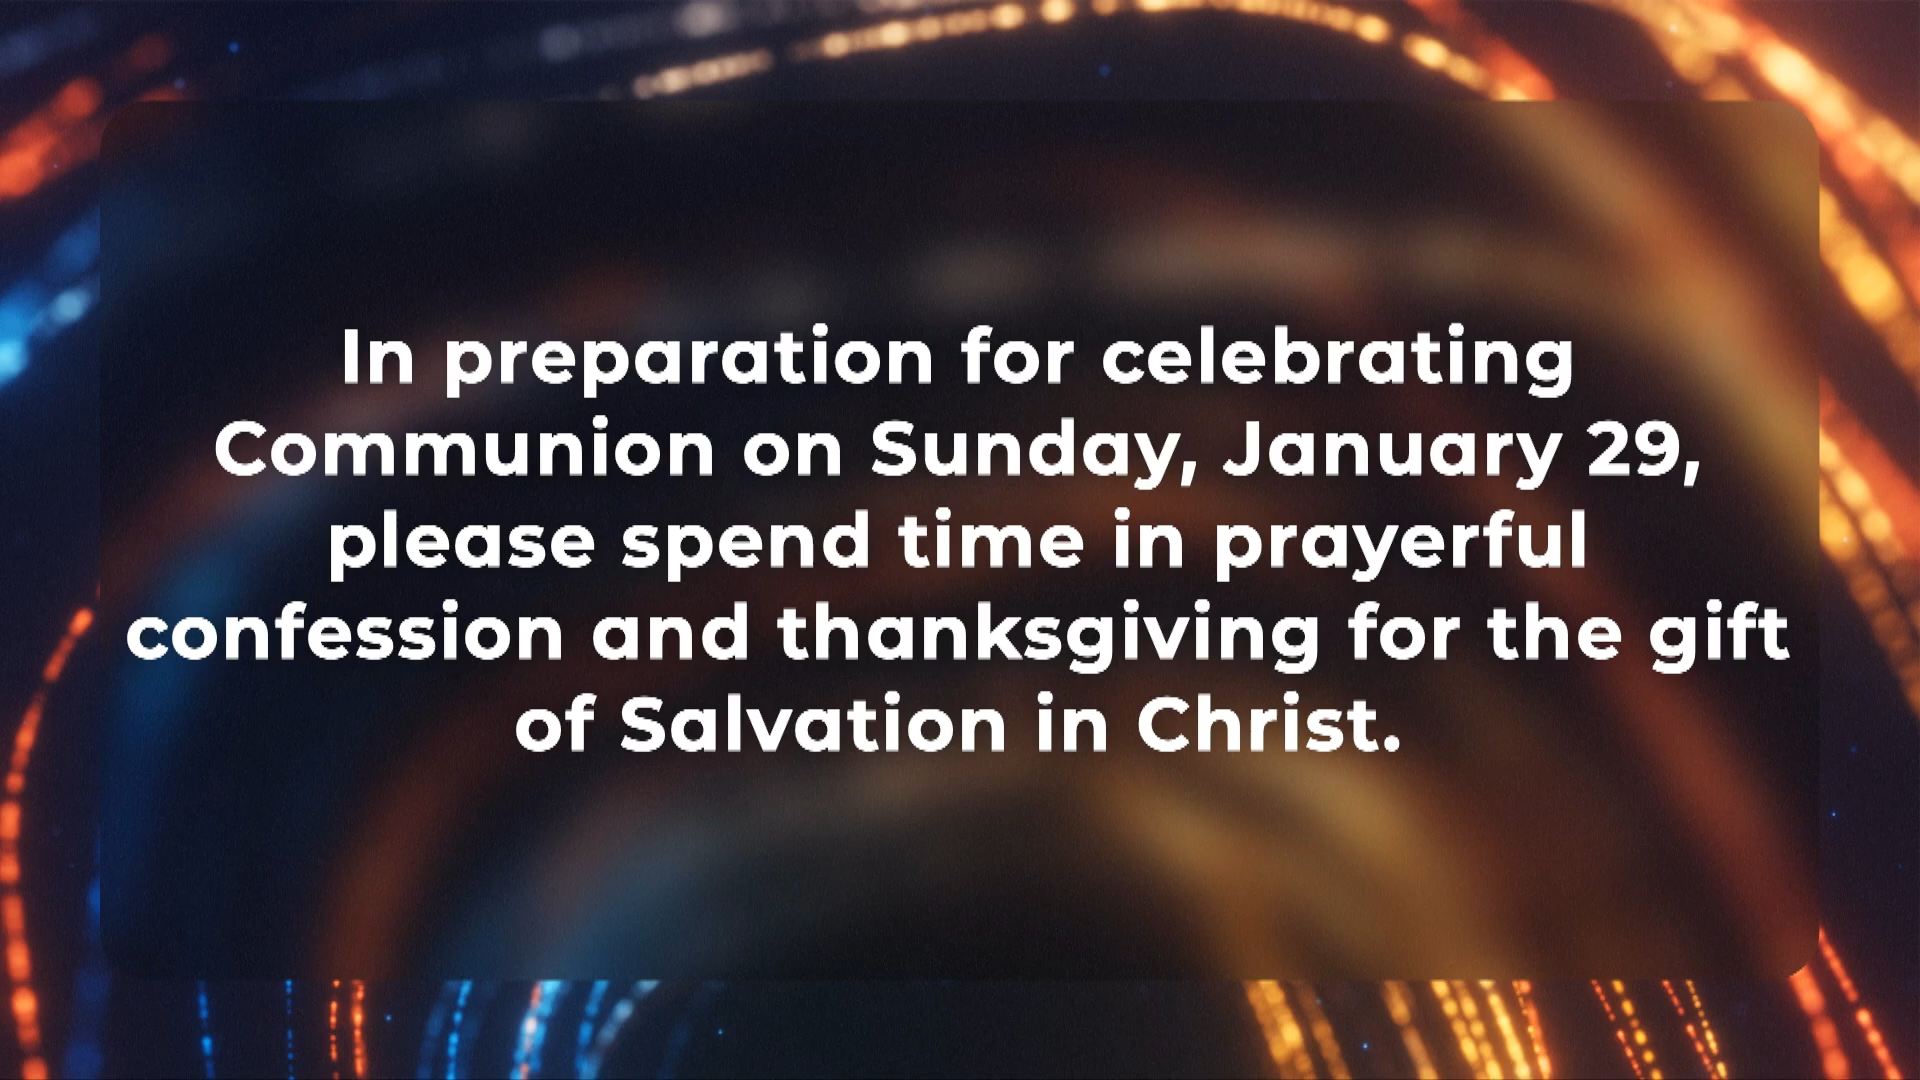 In preparation for celebrating
Communion on Sunday, January 29,
please spend time in prayerful
confession and thanksgiving for the gift
of Salvation in Christ.